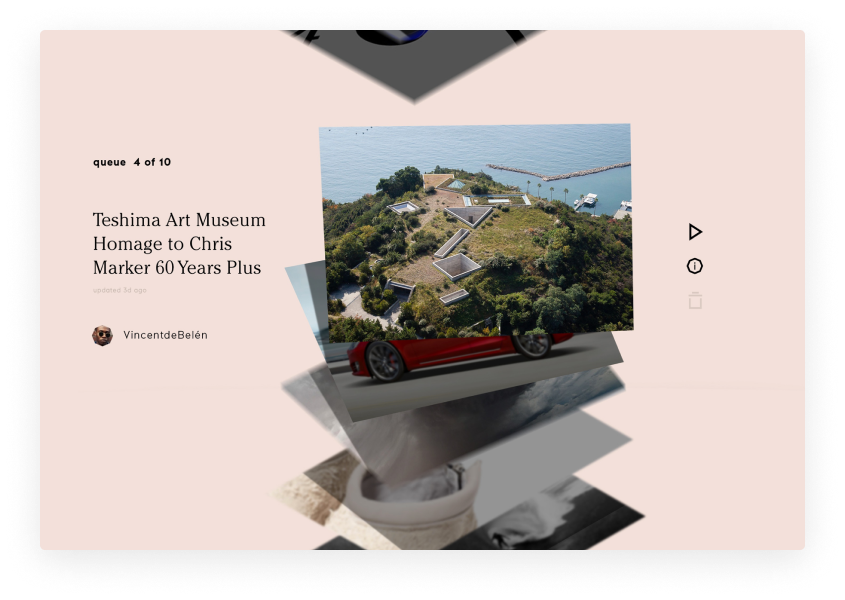 queue 4 of 10
Teshima Art Museum
Homage to Chris
Marker 60 Years Plus
updated 3d ago
VincentdeBelén